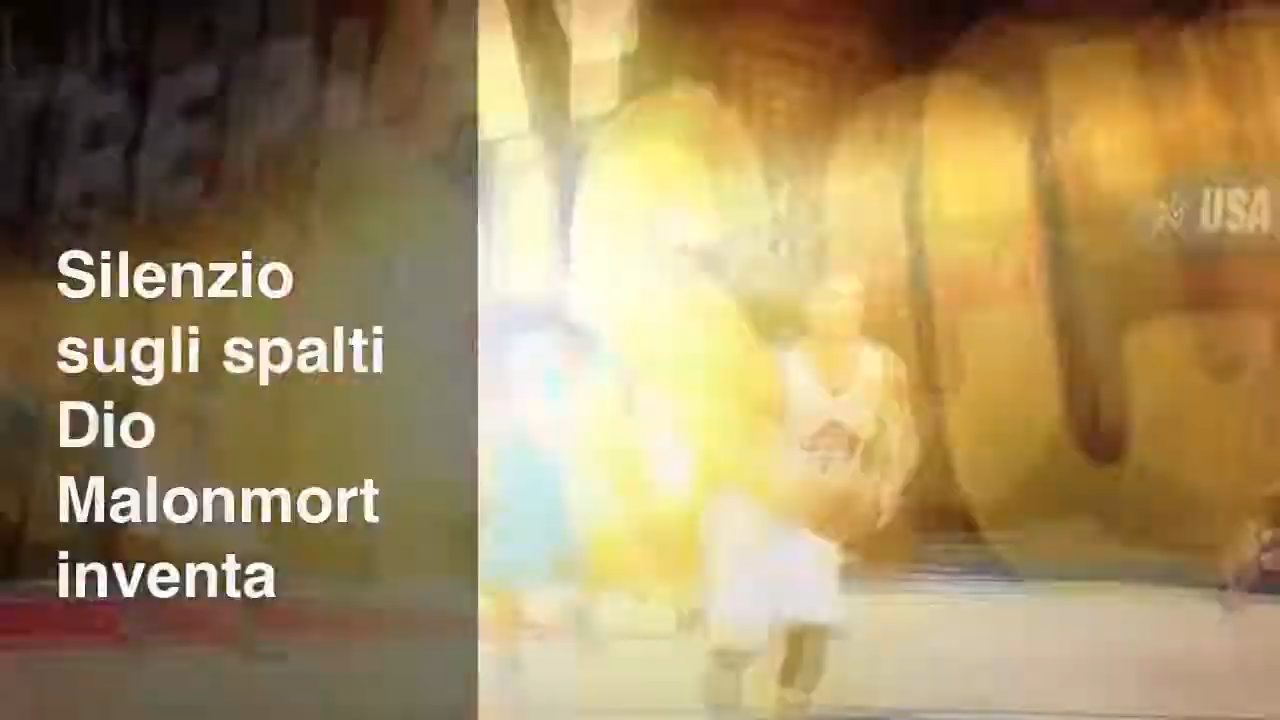 Silenzio
sugli spalti
Dio
Malonmort
inventa
USA